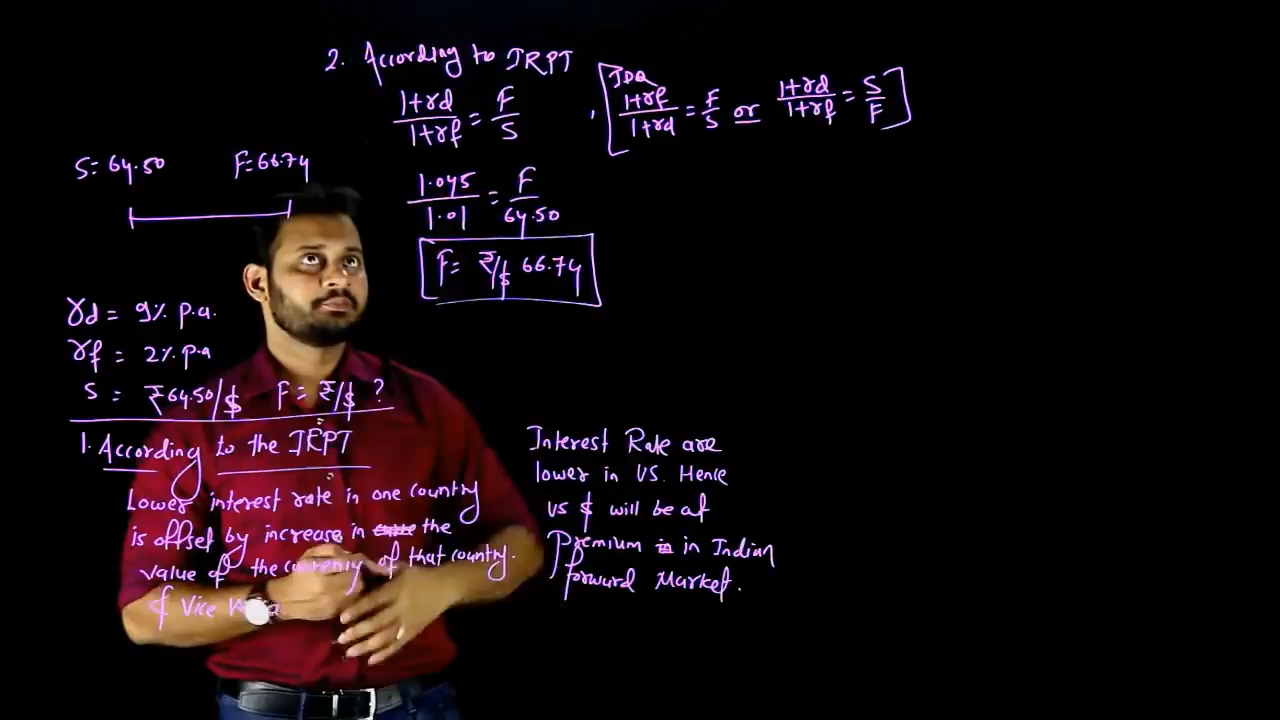 2. According to IRPT
1+rd/1+rf = F/S , [IDQ 1+rf/1+rd = F/S or 1+rd/1+rf = S/F]
S= 64.50 F=66.74
1.045/1.01 = F/64.50
F= ₹/$ 66.74
rd = 9% p.a.
rf = 2% p.a
S = ₹64.50/$ F = ₹/$ ?
1. According to the IRPT
Lower interest rate in one country
is offset by increase in the
value of the currency of that country.
& Vice
Interest Rate are
lower in US. Hence
US $ will be at
Premium in Indian
forward Market.